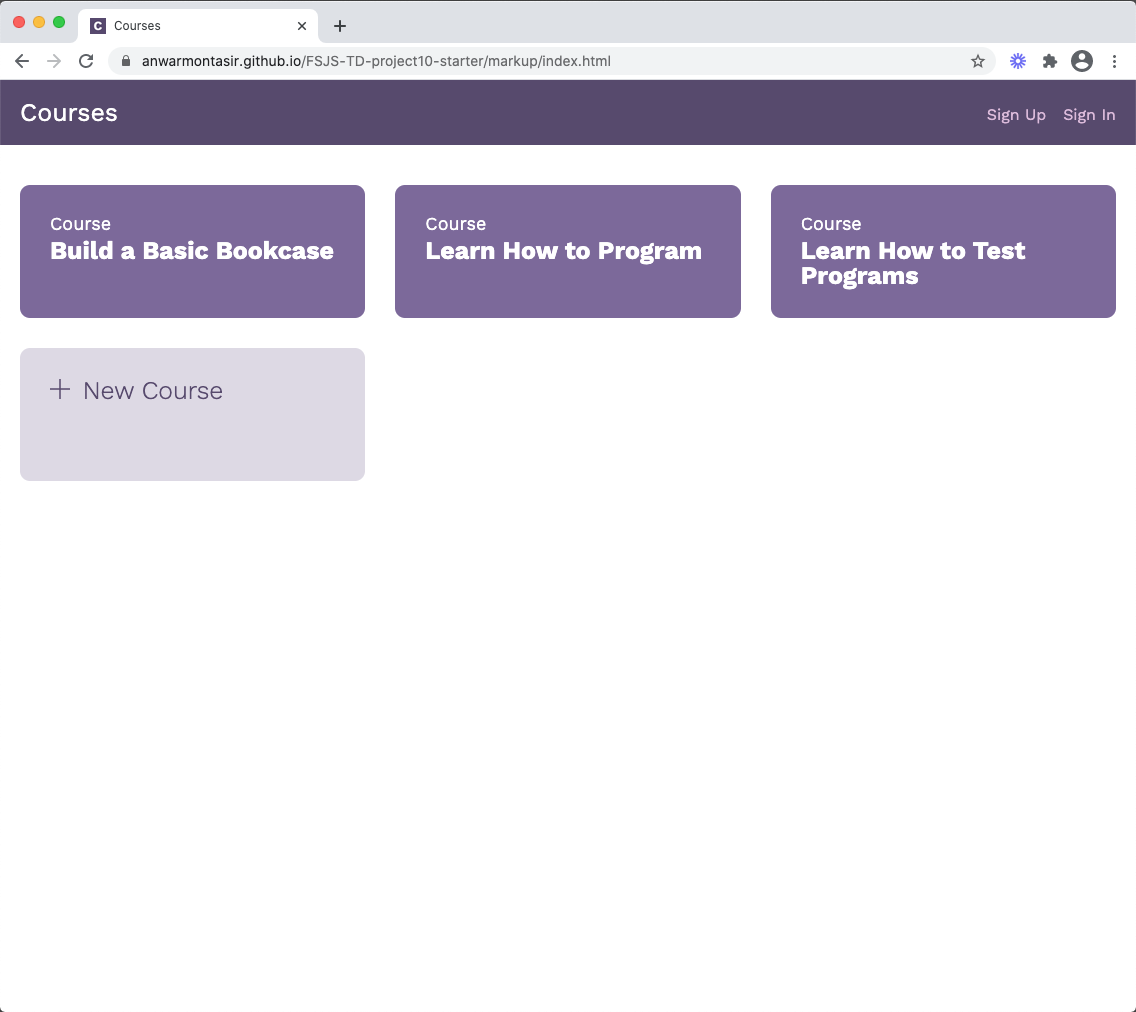 C Courses
anwarmontasir.github.io/FSJS-TD-project10-starter/markup/index.html
Courses
Sign Up Sign In
Course
Build a Basic Bookcase
Course
Learn How to Program
Course
Learn How to Test
Programs
New Course